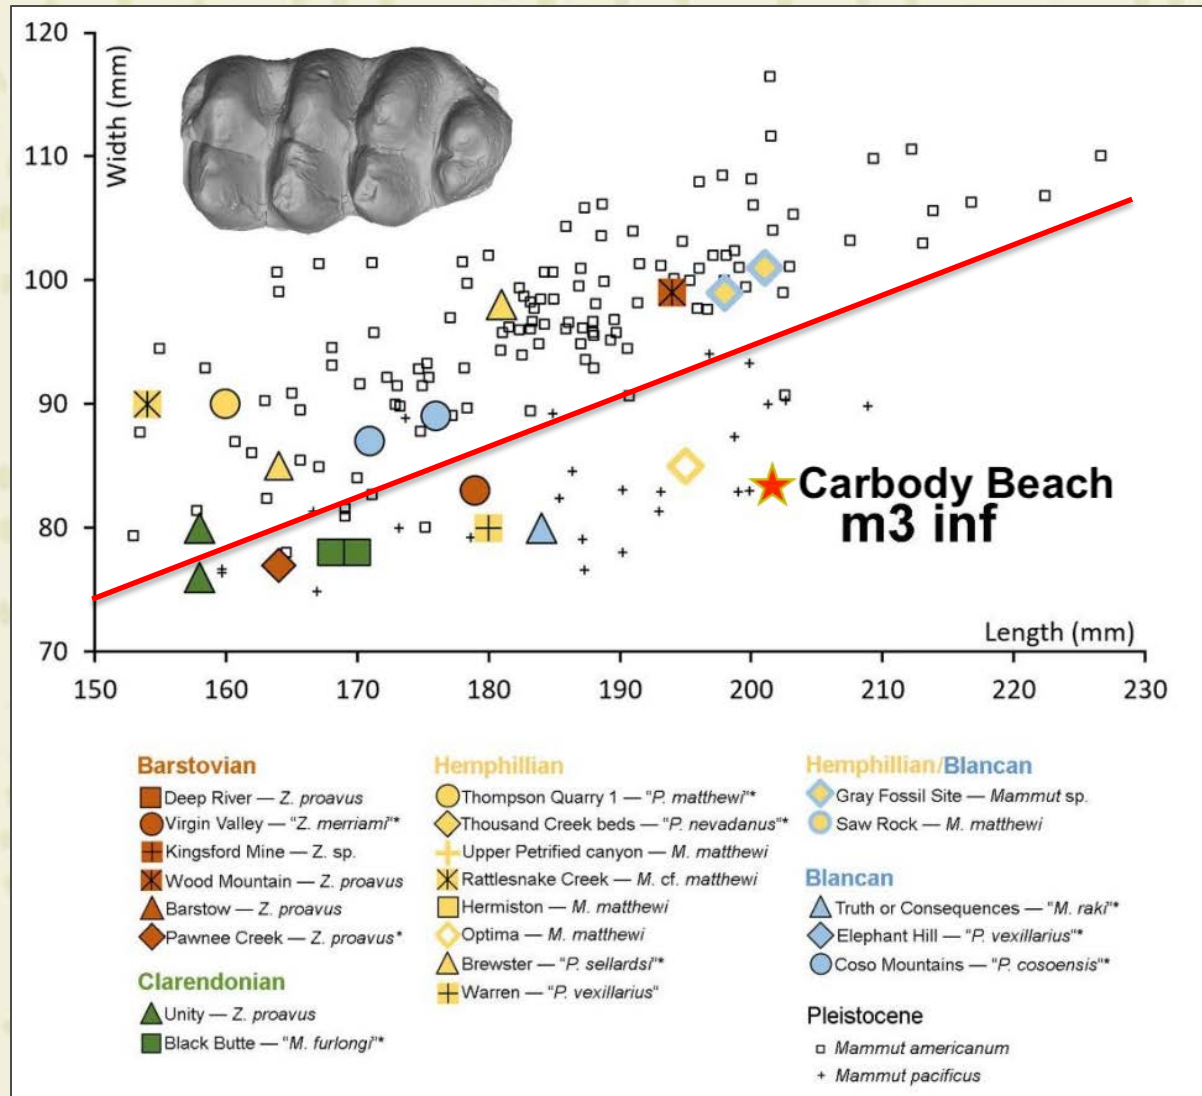 120
Width (mm)
110
100
90
80
70
Carbody Beach
m3 inf
Length (mm)
150 160 170 180 190 200 210 220 230
Barstovian
Deep River — Z. proavus
Virgin Valley — "Z. merriami"*
Kingsford Mine — Z. sp.
Wood Mountain — Z. proavus
Barstow — Z. proavus
Pawnee Creek — Z. proavus*
Clarendonian
Unity — Z. proavus
Black Butte — "M. furlongi"*
Hemphillian
Thompson Quarry 1 — "P. matthewi"*
Thousand Creek beds — "P. nevadanus"*
Upper Petrified canyon — M. matthewi
Rattlesnake Creek — M. cf. matthewi
Hermiston — M. matthewi
Optima — M. matthewi
Brewster — "P. sellardsi"*
Warren — "P. vexillarius"
Hemphillian/Blancan
Gray Fossil Site — Mammut sp.
Saw Rock — M. matthewi
Blancan
Truth or Consequences — "M. raki"*
Elephant Hill — "P. vexillarius"*
Coso Mountains — "P. cosoensis"*
Pleistocene
Mammut americanum
Mammut pacificus